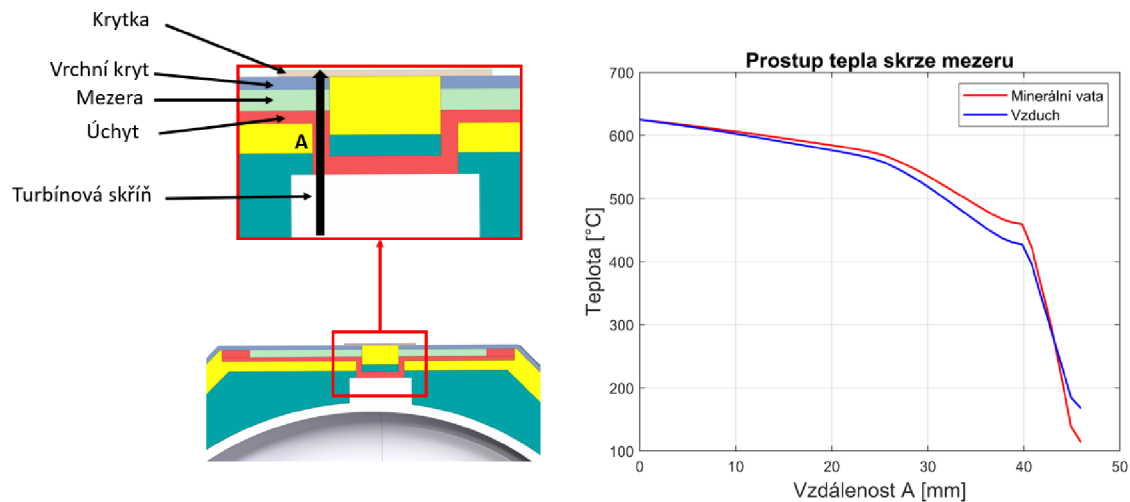 Krytka
Vrchní kryt
Mezera
Úchyt
Turbínová skříň
A
Prostup tepla skrze mezeru
Teplota [°C]
700
600
500
400
300
200
100
Minerální vata
Vzduch
0
10
20
30
40
50
Vzdálenost A [mm]